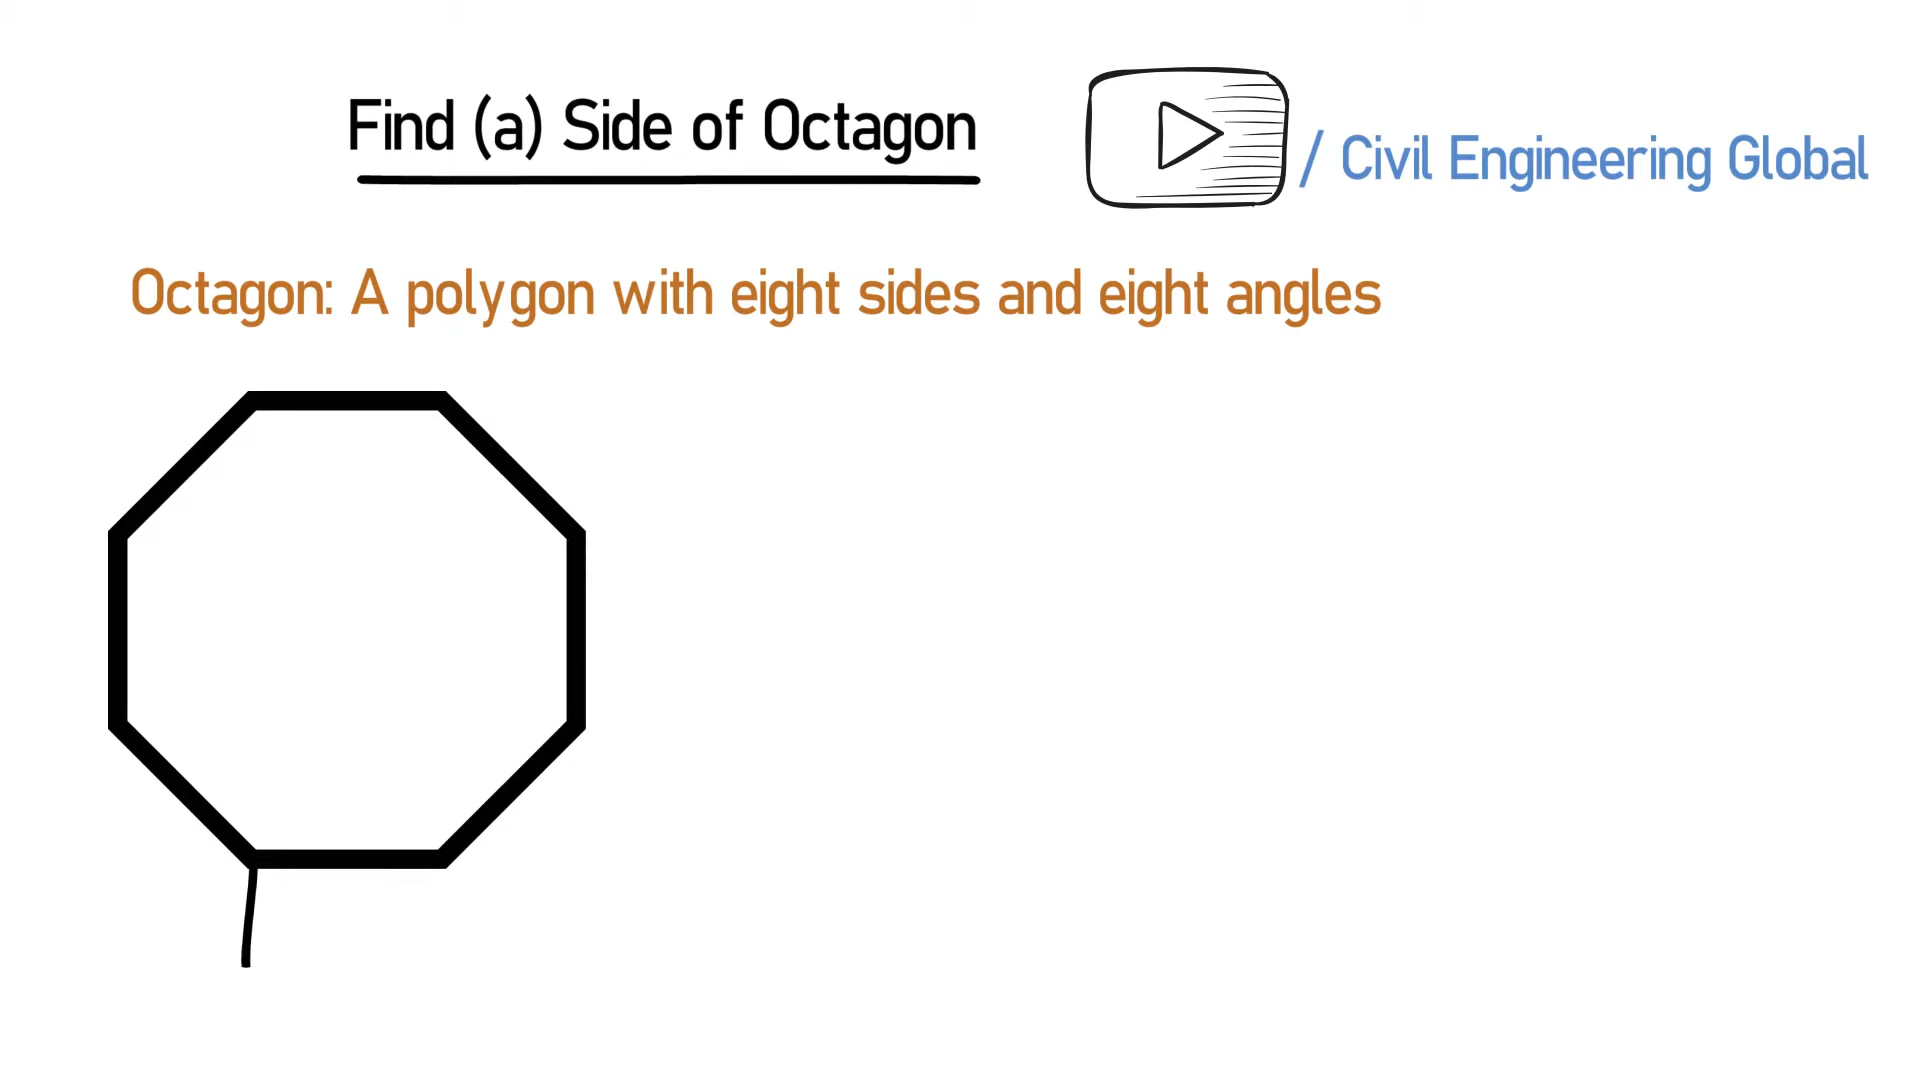 Find (a) Side of Octagon
/ Civil Engineering Global
Octagon: A polygon with eight sides and eight angles